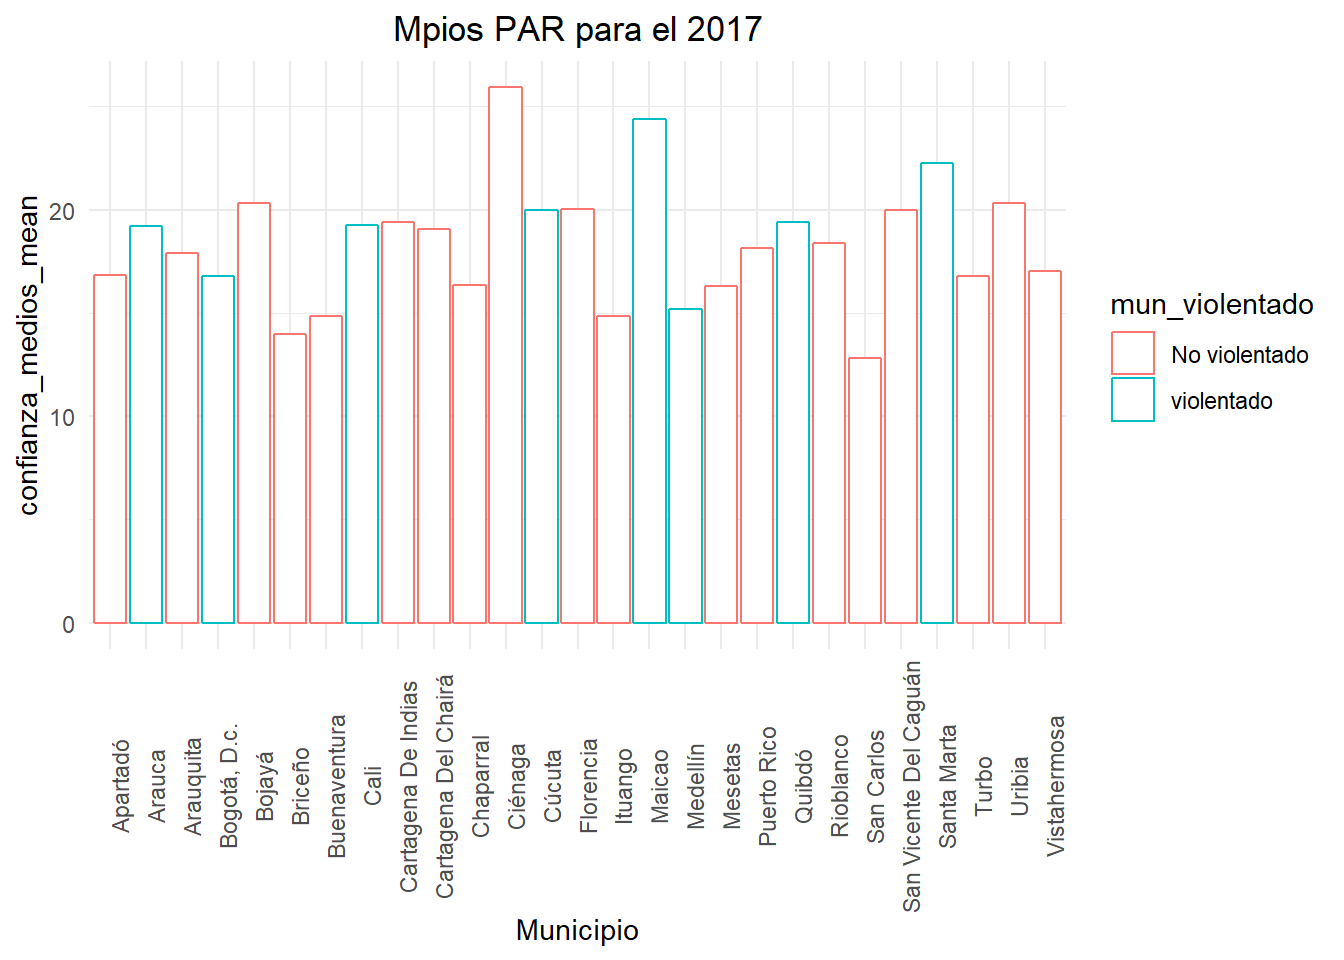 Mpios PAR para el 2017
confianza_medios_mean
20
10
0
Apartadó
Arauca
Arauquita
Bogotá, D.c.
Bojayá
Briceño
Buenaventura
Cali
Cartagena De Indias
Cartagena Del Chairá
Chaparral
Ciénaga
Cúcuta
Florencia
Ituango
Maicao
Medellín
Mesetas
Puerto Rico
Quibdó
Rioblanco
San Carlos
San Vicente Del Caguán
Santa Marta
Turbo
Uribia
Vistahermosa
Municipio
mun_violentado
No violentado
violentado